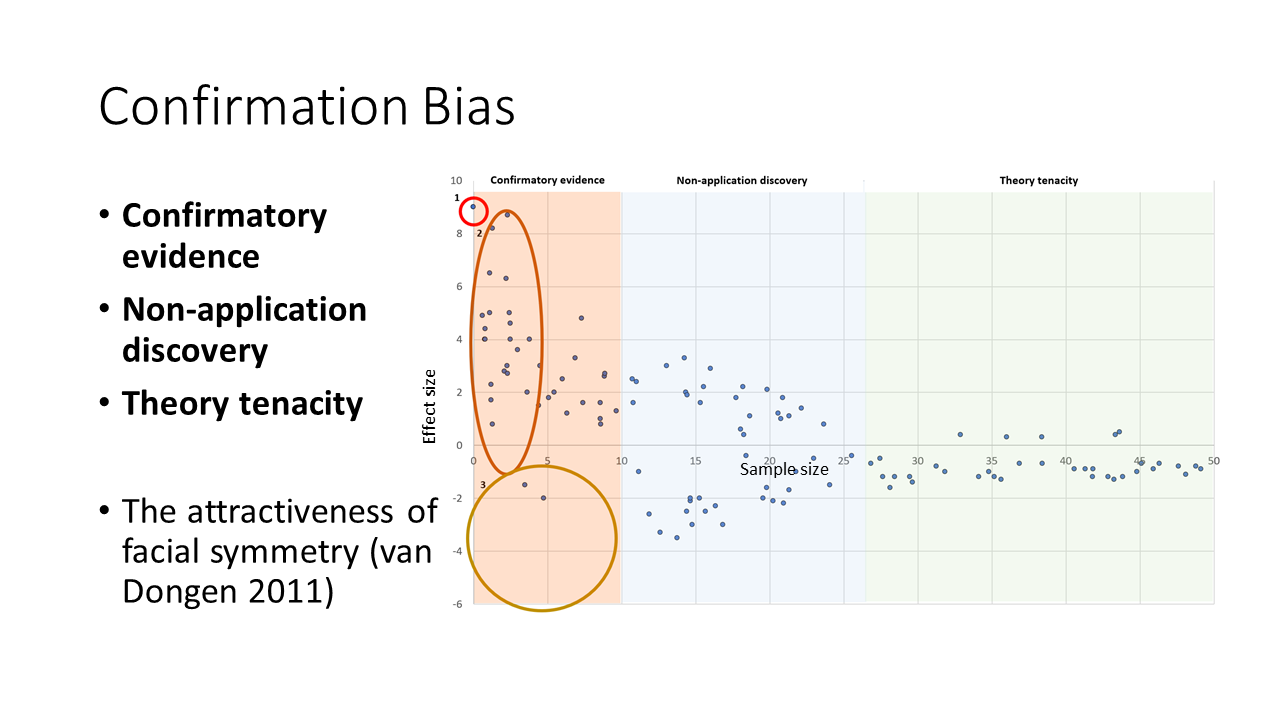 Confirmation Bias
• Confirmatory
evidence
• Non-application
discovery
• Theory tenacity
• The attractiveness of
facial symmetry (van
Dongen 2011)
Confirmatory evidence
Non-application discovery
Theory tenacity
10
8
6
4
2
0
-2
-4
-6
1
2
3
Effect size
0 5 10 15 20 25 30 35 40 45 50
Sample size